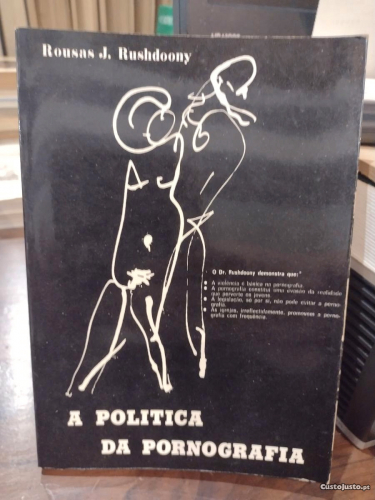 Rousas J. Rushdoony
O Dr. Rushdoony demonstra que:
A violência é básica na pornografia.
A pornografia constitui uma evasão da realidade
que perverte os jovens.
A legislação, só por si, não pode evitar a porno-
grafia.
As igrejas, irreflectidamente, promovem a porno-
grafia com frequência.
A POLITICA
DA PORNOGRAFIA
CustoJusto.pt